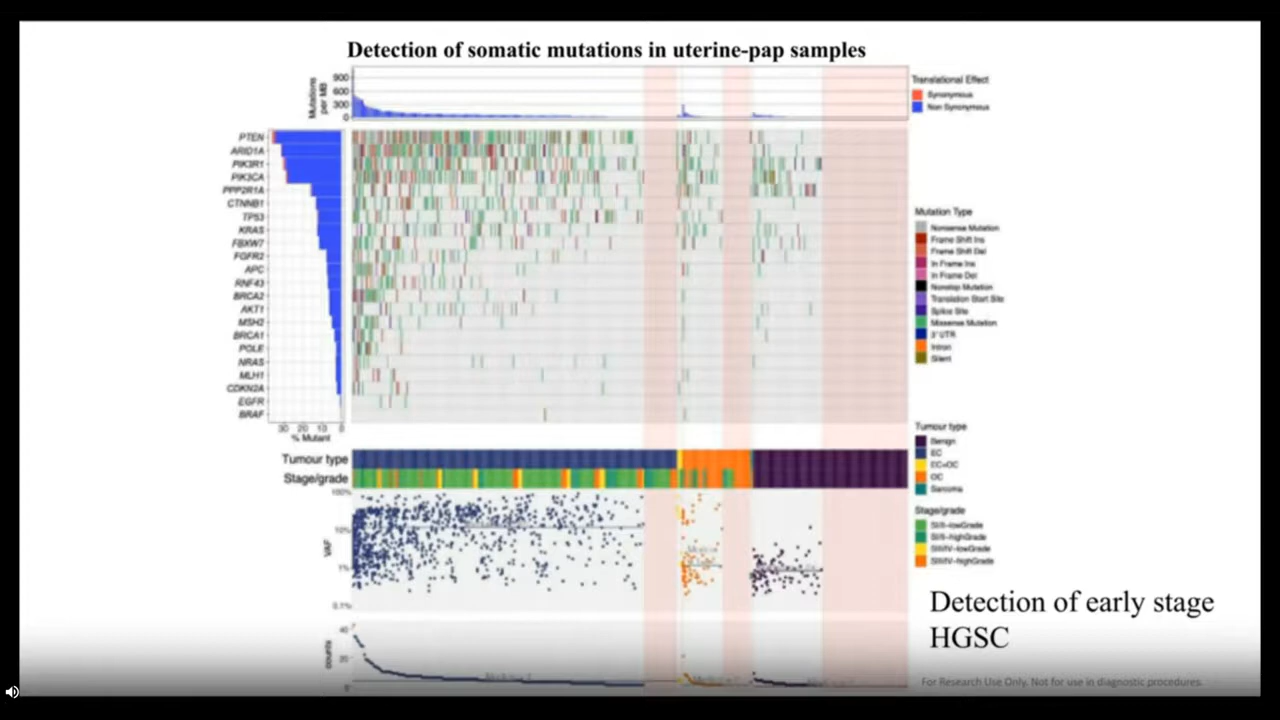 Detection of somatic mutations in uterine-pap samples
Mutations
per MB
900
600
300
0
Translational Effect
Synonymous
Non Synonymous
PTEN
ARID1A
PIK3R1
PIK3CA
PPP2R1A
CTNNB1
TP53
KRAS
FBXW7
FGFR2
APC
RNF43
BRCA2
AKT1
MSH2
BRCA1
POLE
NRAS
MLH1
CDKN2A
EGFR
BRAF
30 20 10 0
% Mutant
Mutation Type
Nonsense Mutation
Frame Shift Ins
Frame Shift Del
In Frame Ins
In Frame Del
Nonstop Mutation
Translation Start Site
Splice Site
Missense Mutation
3' UTR
Intron
Silent
Tumour type
Stage/grade
Tumour type
Benign
EC
EC+OC
OC
Sarcoma
Stage/grade
SI/II-lowGrade
SI/II-highGrade
SIII/IV-lowGrade
SIII/IV-highGrade
VAF
100%
10%
1%
0.1%
counts
40
20
Detection of early stage
HGSC
For Research Use Only. Not for use in diagnostic procedures.